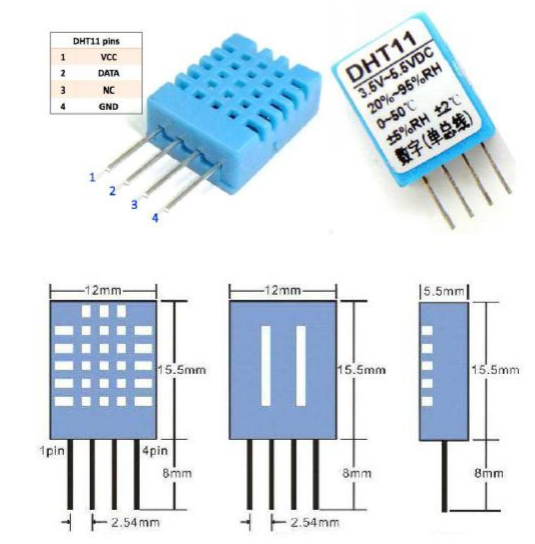 DHT11 pins
1 VCC
2 DATA
3 NC
4 GND
1
2
3
4
DHT11
3.5V~5.5VDC
20%~95%RH
0~50℃
±5%RH ±2℃
数字(单总线)
12mm
15.5mm
1pin
4pin
8mm
2.54mm
12mm
15.5mm
8mm
2.54mm
5.5mm
15.5mm
8mm